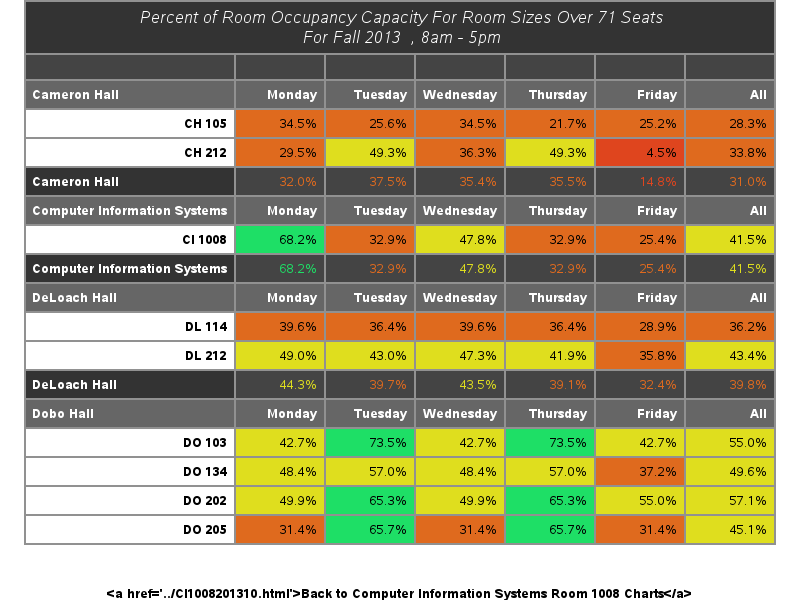 Percent of Room Occupancy Capacity For Room Sizes Over 71 Seats
For Fall 2013 , 8am - 5pm
Cameron Hall Monday Tuesday Wednesday Thursday Friday All
CH 105 34.5% 25.6% 34.5% 21.7% 25.2% 28.3%
CH 212 29.5% 49.3% 36.3% 49.3% 4.5% 33.8%
Cameron Hall 32.0% 37.5% 35.4% 35.5% 14.8% 31.0%
Computer Information Systems Monday Tuesday Wednesday Thursday Friday All
CI 1008 68.2% 32.9% 47.8% 32.9% 25.4% 41.5%
Computer Information Systems 68.2% 32.9% 47.8% 32.9% 25.4% 41.5%
DeLoach Hall Monday Tuesday Wednesday Thursday Friday All
DL 114 39.6% 36.4% 39.6% 36.4% 28.9% 36.2%
DL 212 49.0% 43.0% 47.3% 41.9% 35.8% 43.4%
DeLoach Hall 44.3% 39.7% 43.5% 39.1% 32.4% 39.8%
Dobo Hall Monday Tuesday Wednesday Thursday Friday All
DO 103 42.7% 73.5% 42.7% 73.5% 42.7% 55.0%
DO 134 48.4% 57.0% 48.4% 57.0% 37.2% 49.6%
DO 202 49.9% 65.3% 49.9% 65.3% 55.0% 57.1%
DO 205 31.4% 65.7% 31.4% 65.7% 31.4% 45.1%
<a href='../CI1008201310.html'>Back to Computer Information Systems Room 1008 Charts</a>